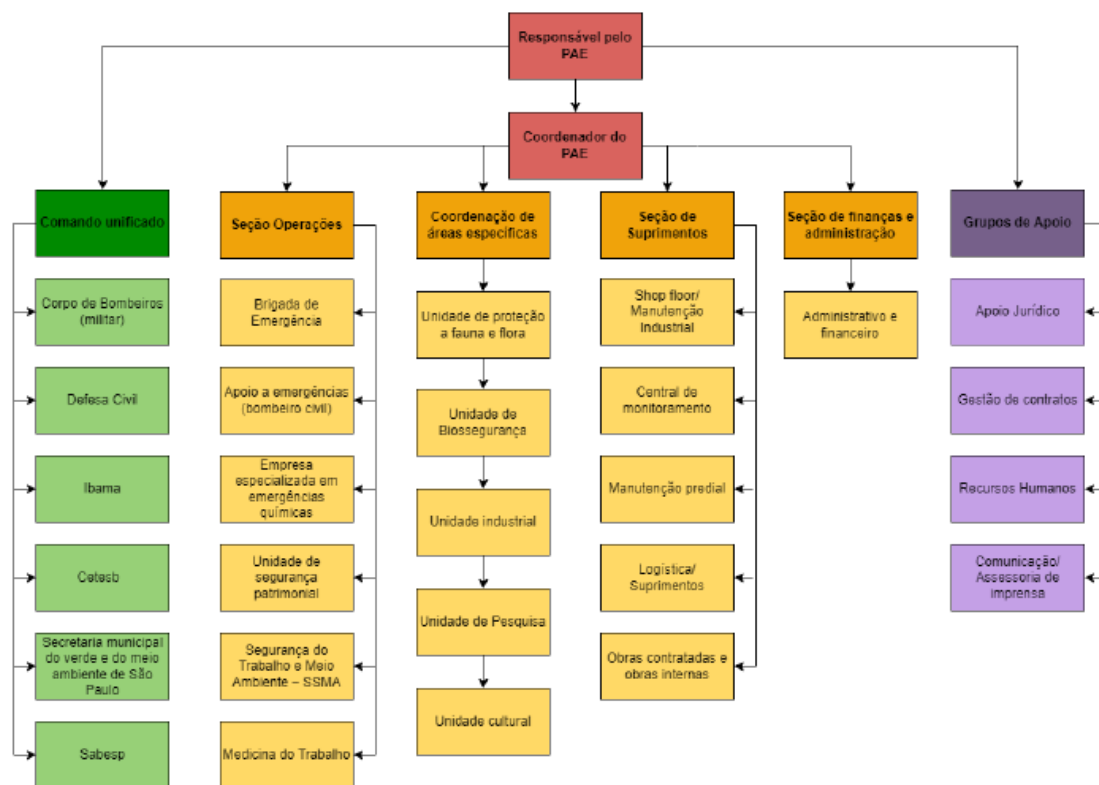 Responsável pelo
PAE
Coordenador do
PAE
Comando unificado
Corpo de Bombeiros
(militar)
Defesa Civil
Ibama
Cetesb
Secretaria municipal
do verde e do meio
ambiente de São
Paulo
Sabesp
Seção Operações
Brigada de
Emergência
Apoio a emergências
(bombeiro civil)
Empresa
especializada em
emergências
químicas
Unidade de
segurança
patrimonial
Segurança do
Trabalho e Meio
Ambiente – SSMA
Medicina do Trabalho
Coordenação de
áreas específicas
Unidade de proteção
a fauna e flora
Unidade de
Biossegurança
Unidade industrial
Unidade de Pesquisa
Unidade cultural
Seção de
Suprimentos
Shop floor/
Manutenção
Industrial
Central de
monitoramento
Manutenção predial
Logística/
Suprimentos
Obras contratadas e
obras internas
Seção de finanças e
administração
Administrativo e
financeiro
Grupos de Apoio
Apoio Jurídico
Gestão de contratos
Recursos Humanos
Comunicação/
Assessoria de
imprensa